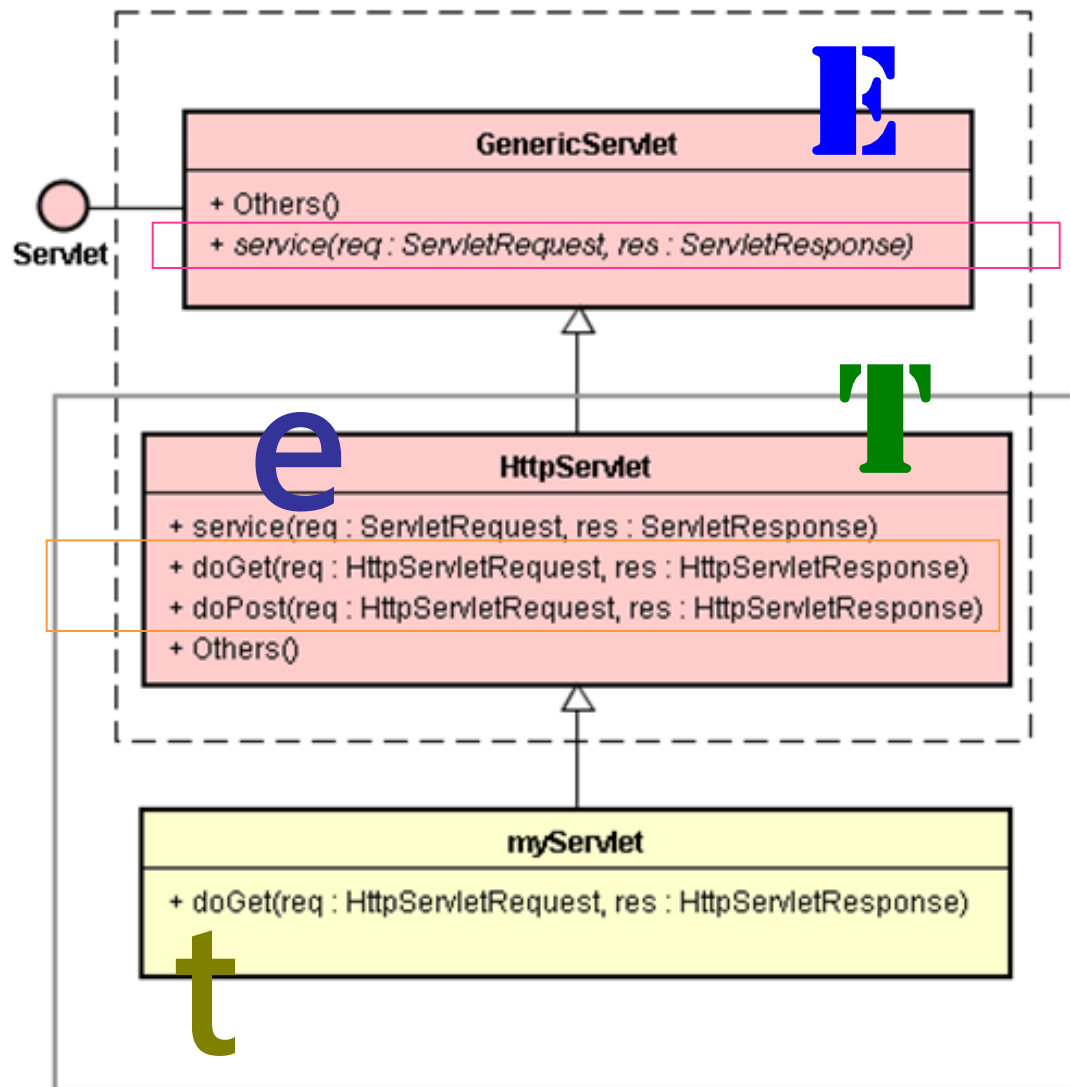 E
GenericServlet
+ Others()
Servlet
+ service(req : ServletRequest, res : ServletResponse)
T
e
HttpServlet
+ service(req : ServletRequest, res : ServletResponse)
+ doGet(req : HttpServletRequest, res : HttpServletResponse)
+ doPost(req : HttpServletRequest, res : HttpServletResponse)
+ Others()
myServlet
+ doGet(req : HttpServletRequest, res : HttpServletResponse)
t